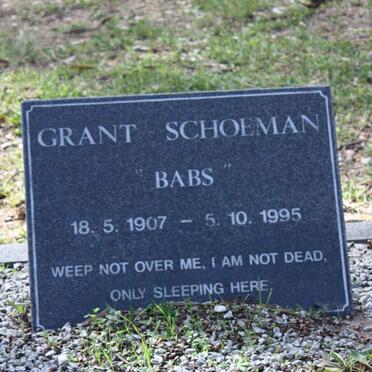 GRANT SCHOEMAN
"BABS"
18. 5. 1907 – 5. 10. 1995
WEEP NOT OVER ME, I AM NOT DEAD,
ONLY SLEEPING HERE.